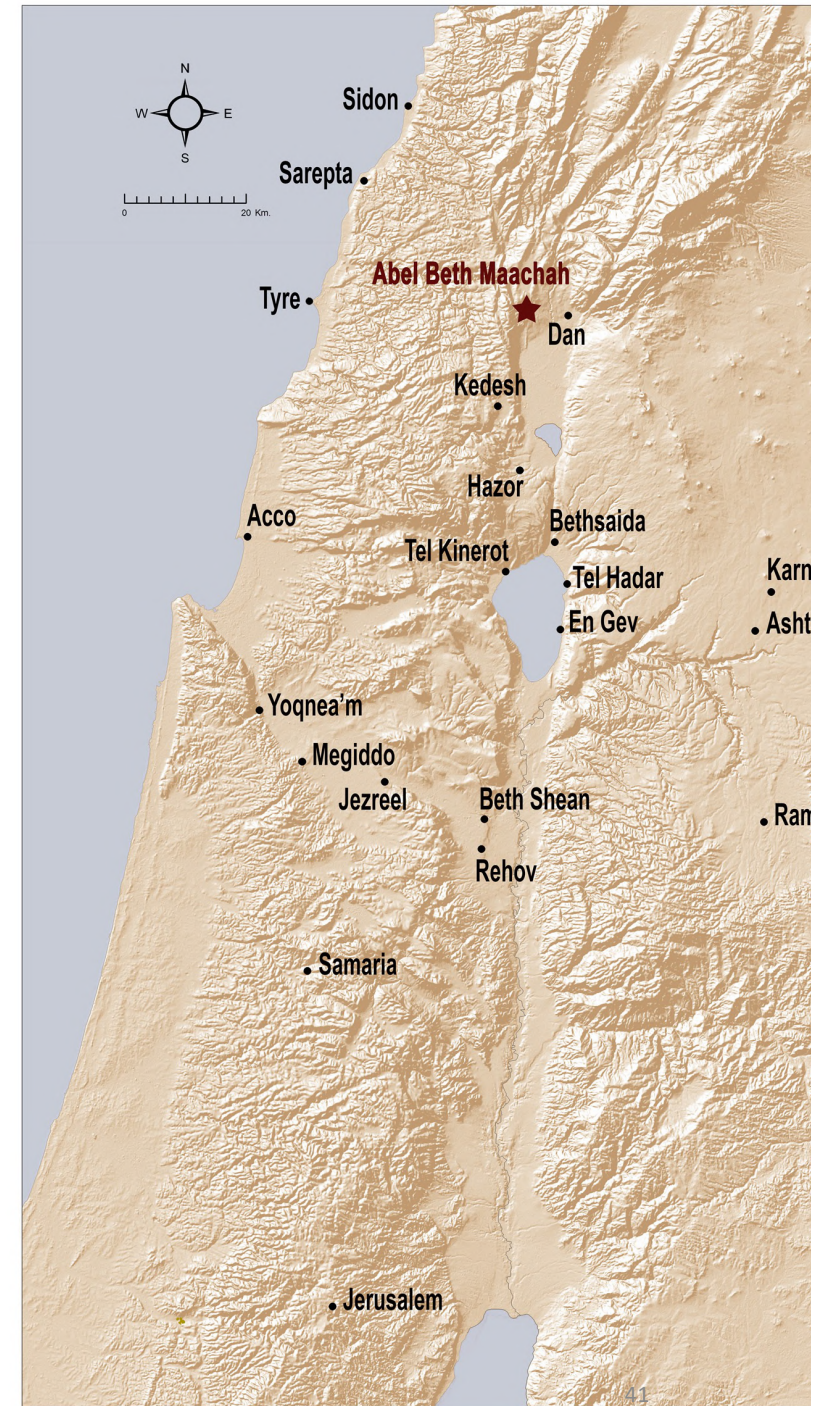 N
Sidon
W E
S
Sarepta
0 20 Km.
Abel Beth Maachah
Tyre
Dan
Kedesh
Hazor
Acco
Bethsaida
Tel Kinerot
Karn
Tel Hadar
En Gev
Asht
Yoqnea’m
Megiddo
Jezreel
Beth Shean
Ram
Rehov
Samaria
Jerusalem
41